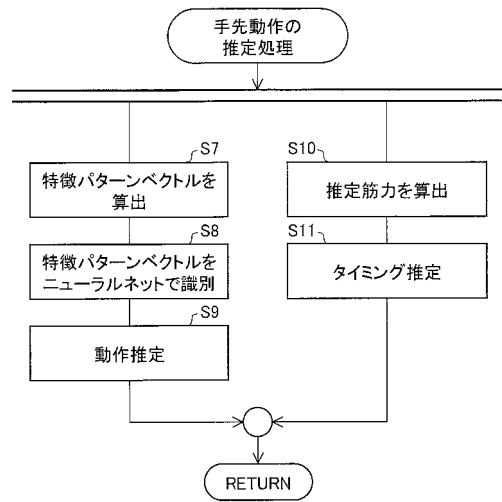 手先動作の
推定処理
S7
特徴パターンベクトルを
算出
S8
特徴パターンベクトルを
ニューラルネットで識別
S9
動作推定
S10
推定筋力を算出
S11
タイミング推定
RETURN